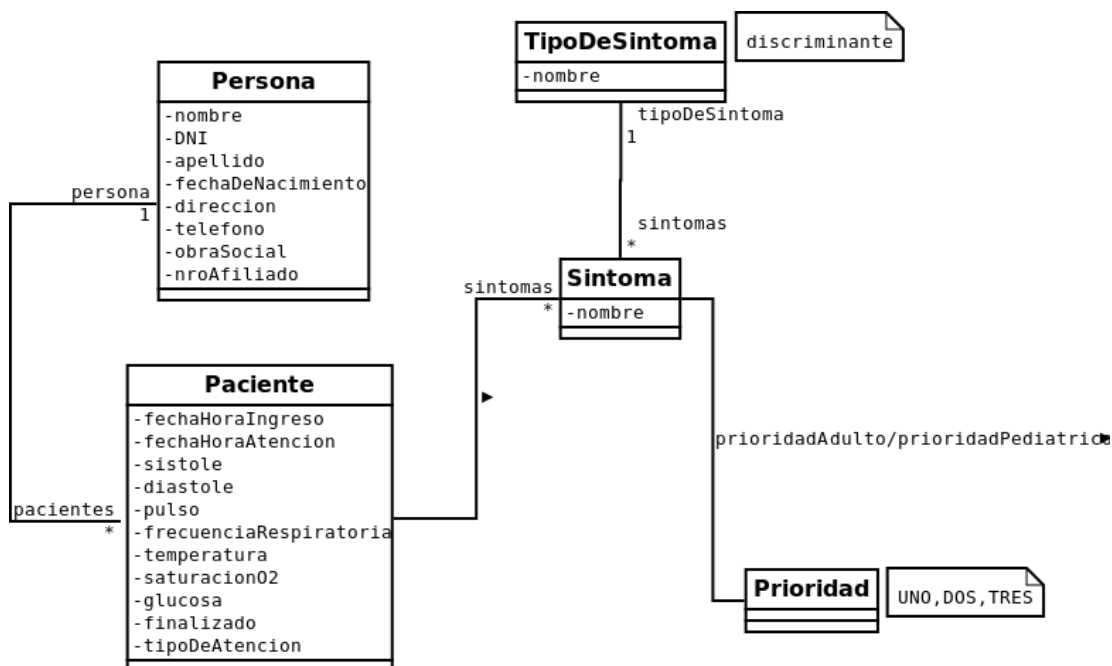 TipoDeSintoma
-nombre
discriminante
tipoDeSintoma
1
sintomas
*
Persona
-nombre
-DNI
-apellido
-fechaDeNacimiento
-direccion
-telefono
-obraSocial
-nroAfiliado
persona
1
pacientes
*
Sintoma
-nombre
sintomas
*
Paciente
-fechaHoraIngreso
-fechaHoraAtencion
-sistole
-diastole
-pulso
-frecuenciaRespiratoria
-temperatura
-saturacionO2
-glucosa
-finalizado
-tipoDeAtencion
prioridadAdulto/prioridadPediatrica
Prioridad
UNO,DOS,TRES